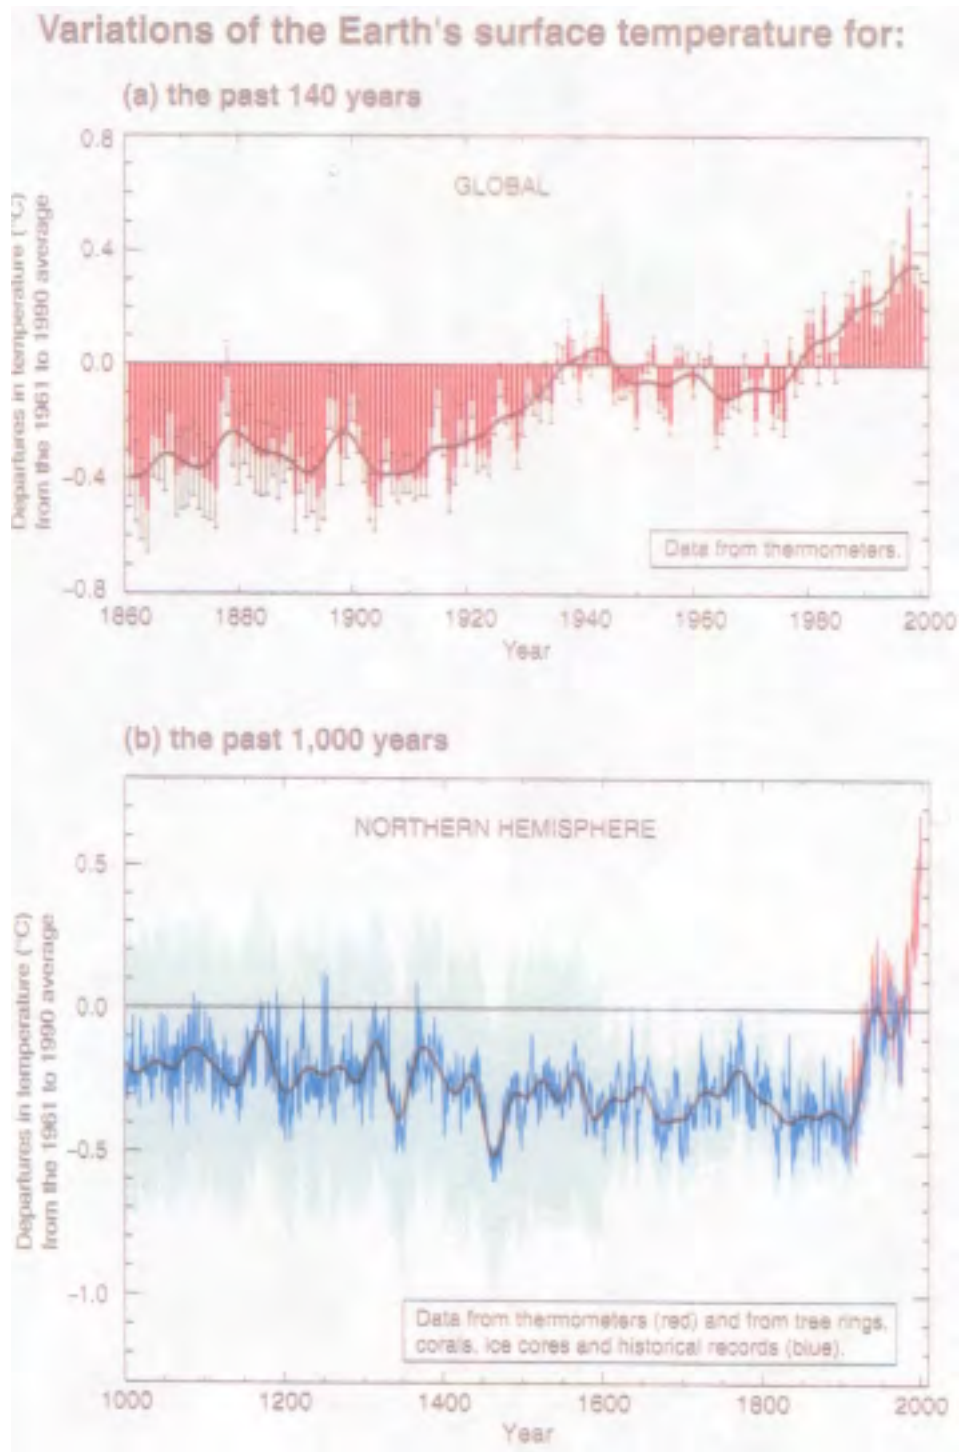 Variations of the Earth's surface temperature for:
(a) the past 140 years
GLOBAL
Departures in temperature (°C)
from the 1961 to 1990 average
0.8
0.4
0.0
-0.4
-0.8
Data from thermometers.
1860 1880 1900 1920 1940 1960 1980 2000
Year
(b) the past 1,000 years
NORTHERN HEMISPHERE
Departures in temperature (°C)
from the 1961 to 1990 average
0.5
0.0
-0.5
-1.0
Data from thermometers (red) and from tree rings,
corals, ice cores and historical records (blue).
1000 1200 1400 1600 1800 2000
Year